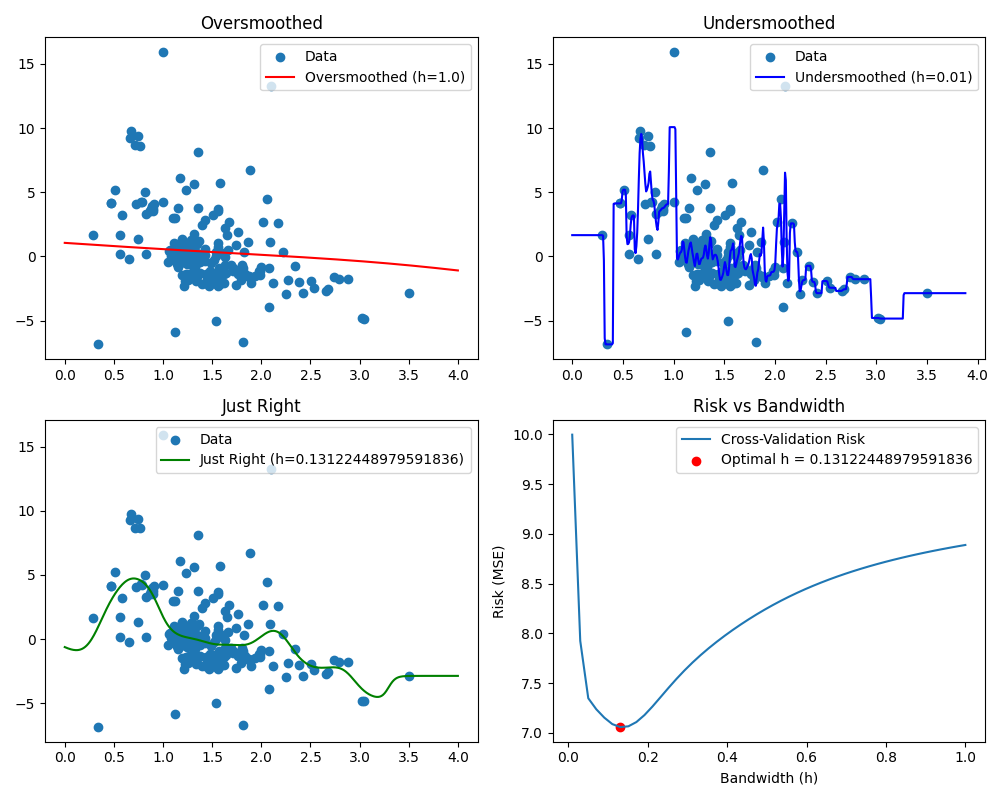 Oversmoothed
Data
Oversmoothed (h=1.0)
15
10
5
0
−5
0.0 0.5 1.0 1.5 2.0 2.5 3.0 3.5 4.0
Undersmoothed
Data
Undersmoothed (h=0.01)
15
10
5
0
−5
0.0 0.5 1.0 1.5 2.0 2.5 3.0 3.5 4.0
Just Right
Data
Just Right (h=0.13122448979591836)
15
10
5
0
−5
0.0 0.5 1.0 1.5 2.0 2.5 3.0 3.5 4.0
Risk vs Bandwidth
Cross-Validation Risk
Optimal h = 0.13122448979591836
10.0
9.5
9.0
8.5
8.0
7.5
7.0
Risk (MSE)
0.0 0.2 0.4 0.6 0.8 1.0
Bandwidth (h)